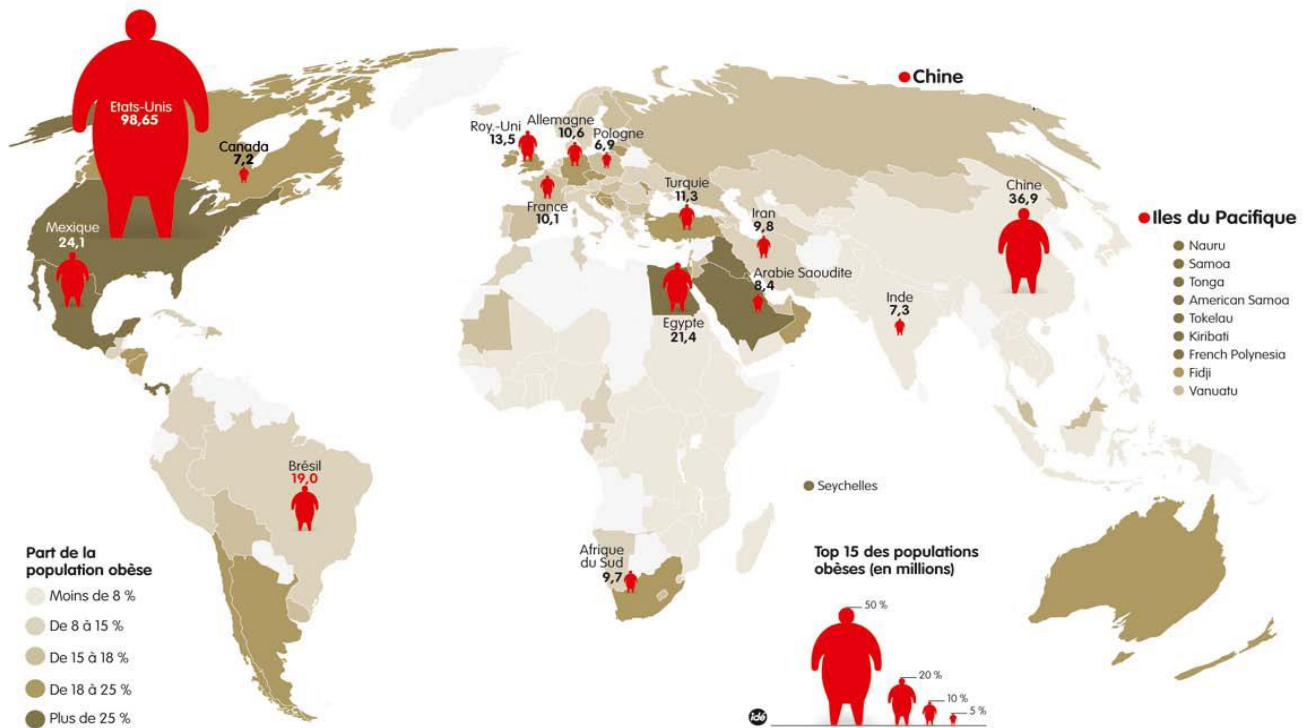 Chine
Etats-Unis
98,65
Canada
7,2
Mexique
24,1
Roy.-Uni
13,5
Allemagne
10,6
Pologne
6,9
France
10,1
Turquie
11,3
Iran
9,8
Arabie Saoudite
8,4
Egypte
21,4
Inde
7,3
Chine
36,9
Iles du Pacifique
Nauru
Samoa
Tonga
American Samoa
Tokelau
Kiribati
French Polynesia
Fidji
Vanuatu
Brésil
19,0
Seychelles
Afrique
du Sud
9,7
Part de la
population obèse
Moins de 8 %
De 8 à 15 %
De 15 à 18 %
De 18 à 25 %
Plus de 25 %
Top 15 des populations
obèses (en millions)
50 %
20 %
10 %
5 %
idé